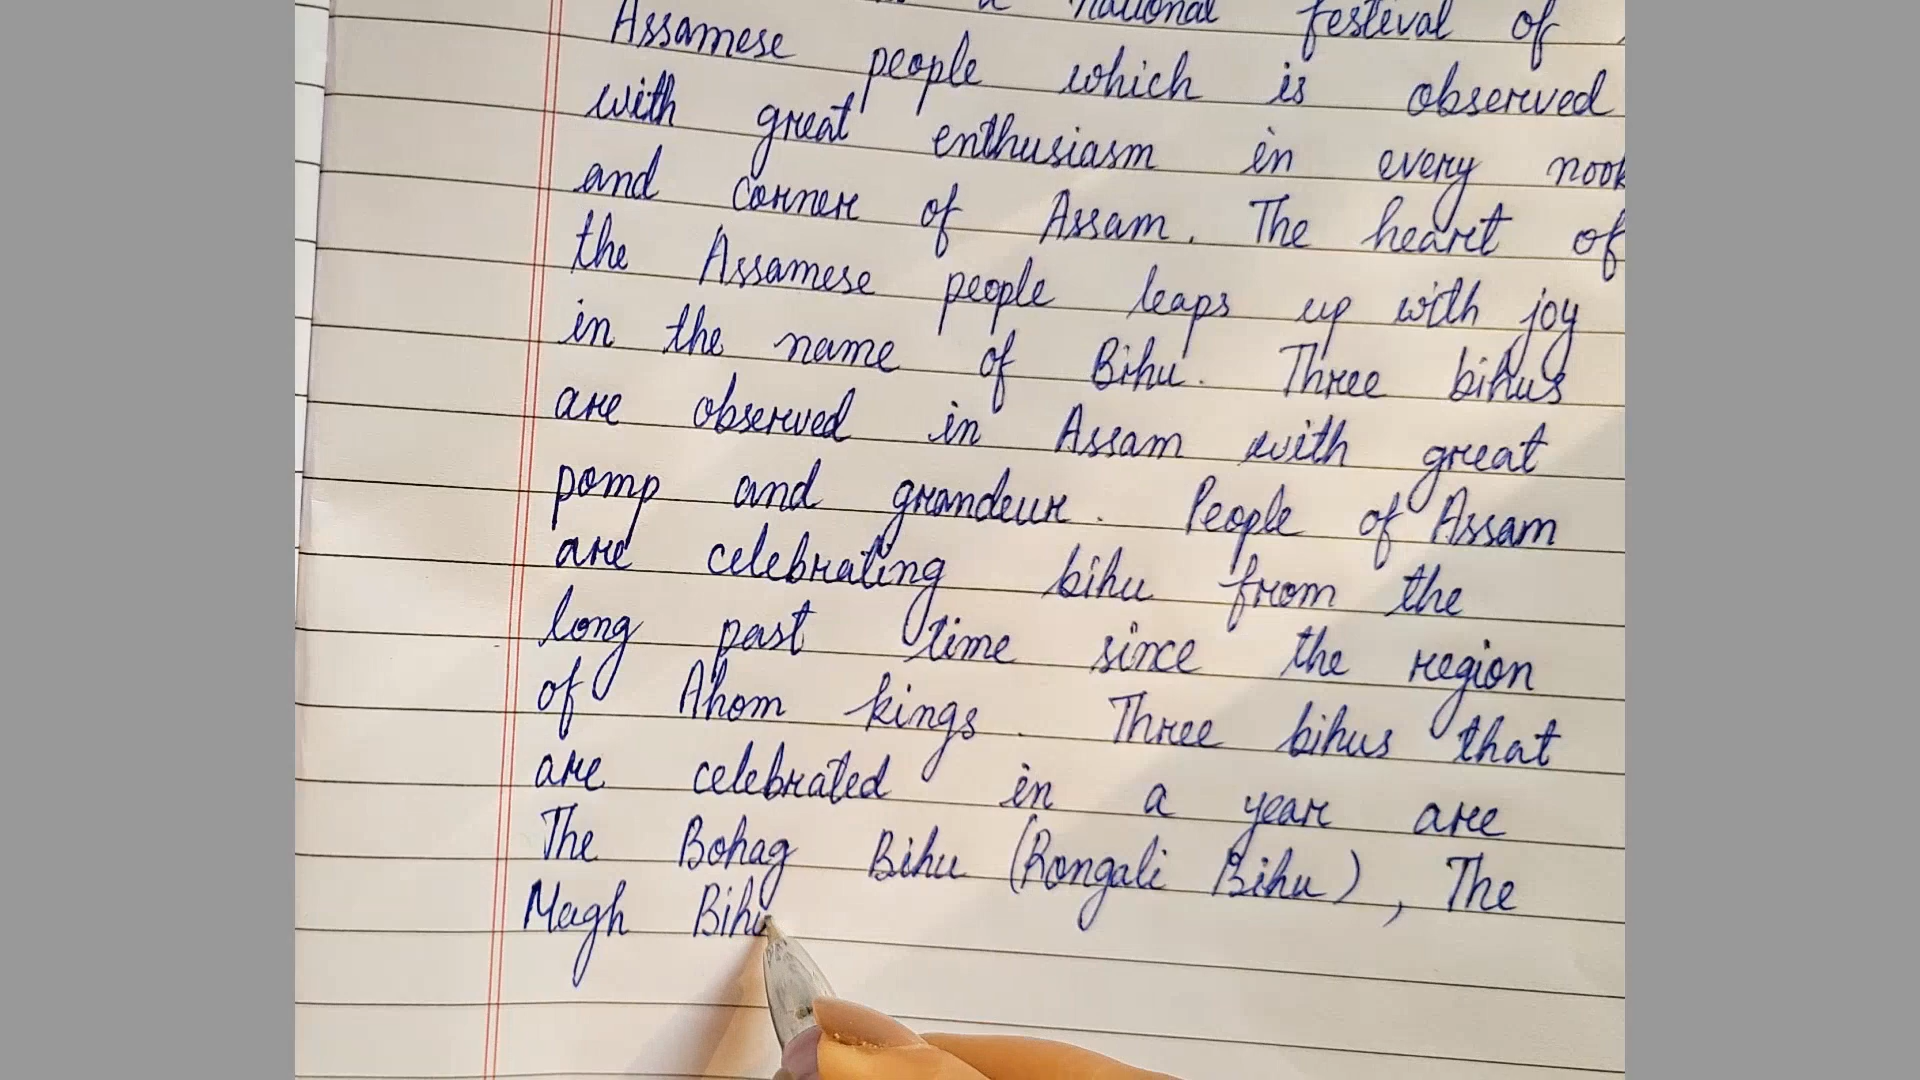 a national festival of
Assamese people which is observed
with great enthusiasm in every nook
and corner of Assam. The heart of
the Assamese people leaps up with joy
in the name of Bihu. Three bihus
are observed in Assam with great
pomp and grandeur. People of Assam
are celebrating bihu from the
long past time since the region
of Ahom kings. Three bihus that
are celebrated in a year are
The Bohag Bihu (Rongali Bihu), The
Magh Bihu